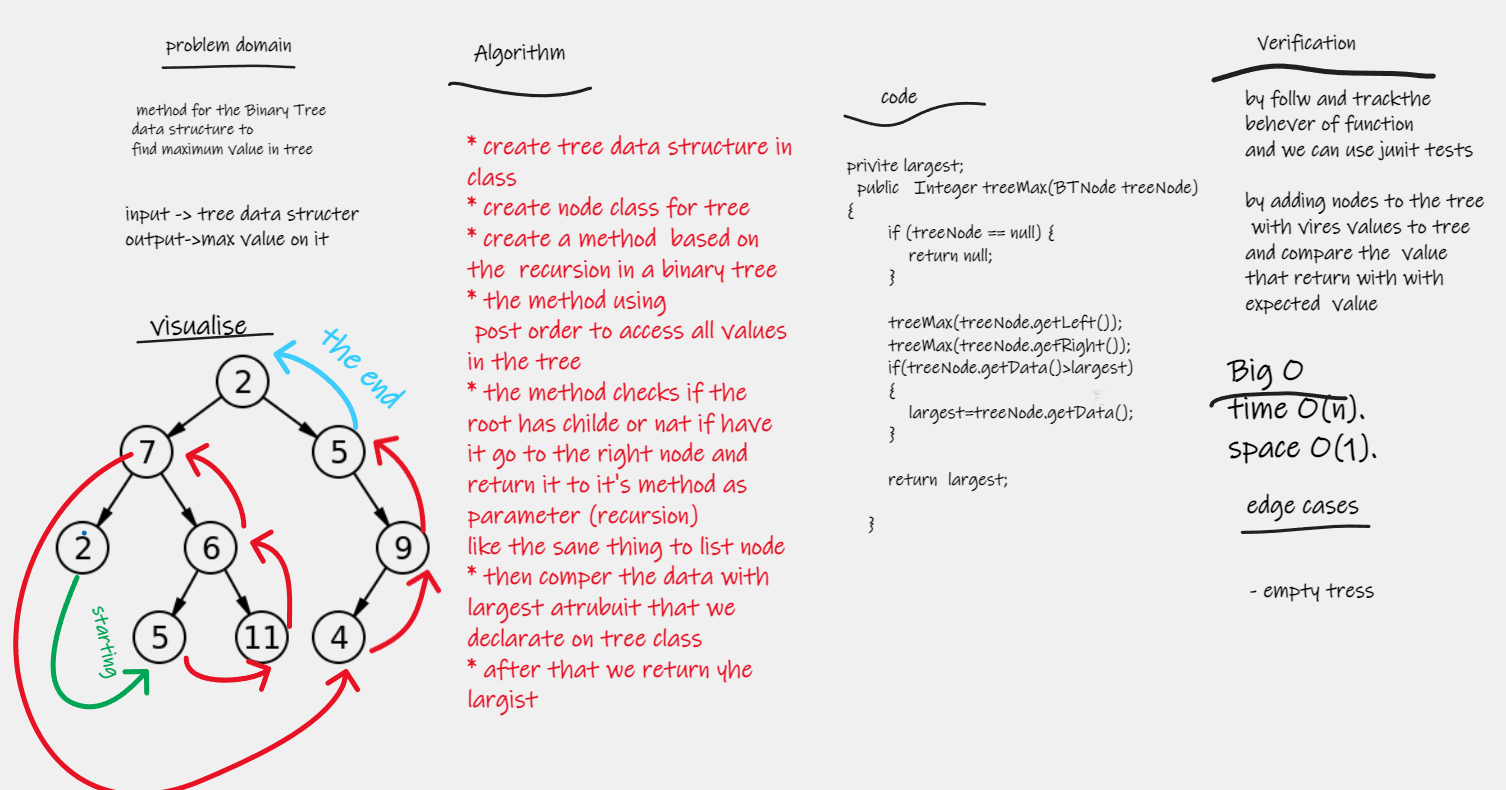 problem domain
method for the Binary Tree
data structure to
find maximum value in tree
input -> tree data structer
output->max value on it
visualise
the end
2
7
5
2
6
9
5
11
4
starting
Algorithm
* create tree data structure in
class
* create node class for tree
* create a method based on
the recursion in a binary tree
* the method using
post order to access all values
in the tree
* the method checks if the
root has childe or nat if have
it go to the right node and
return it to it's method as
parameter (recursion)
like the sane thing to list node
* then comper the data with
largest atrubuit that we
declarate on tree class
* after that we return yhe
largist
code
privite largest;
public Integer treeMax(BTNode treeNode)
{
if (treeNode == null) {
return null;
}
treeMax(treeNode.getLeft());
treeMax(treeNode.getRight());
if(treeNode.getData()>largest)
{
largest=treeNode.getData();
}
return largest;
}
Verification
by follw and trackthe
behever of function
and we can use junit tests
by adding nodes to the tree
with vires values to tree
and compare the value
that return with with
expected value
Big O
time O(n).
space O(1).
edge cases
- empty tress